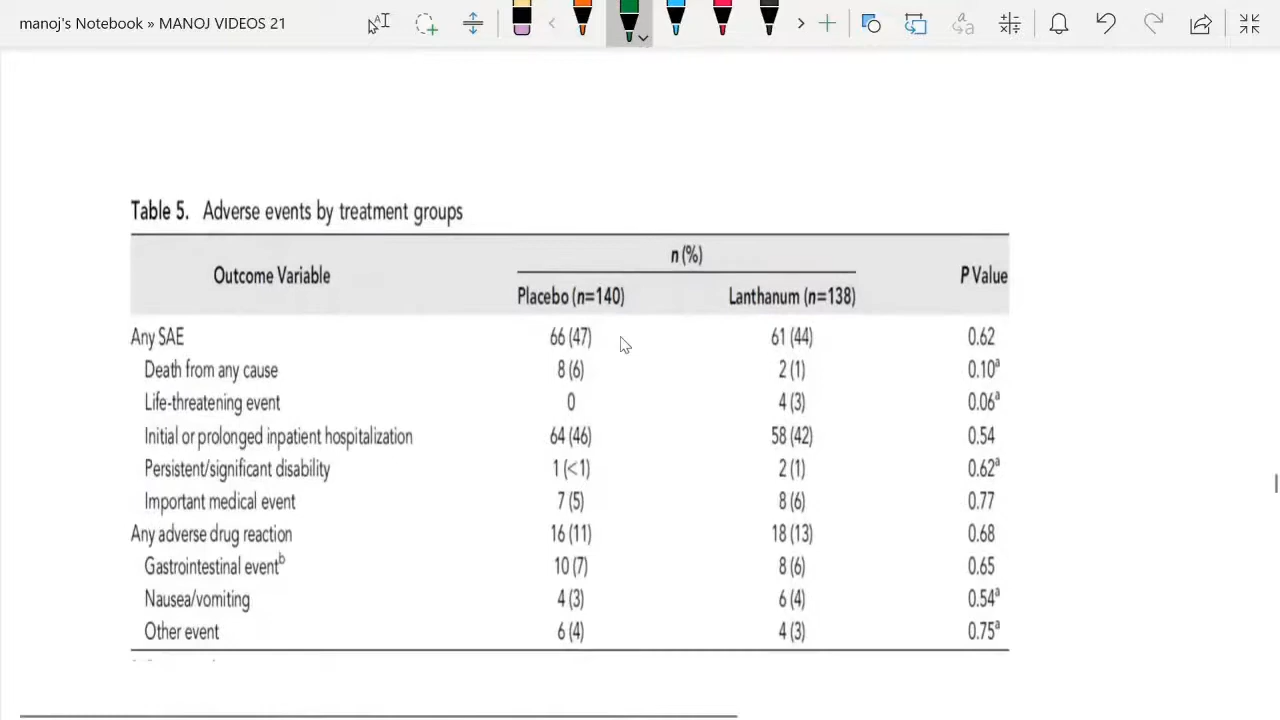 manoj's Notebook » MANOJ VIDEOS 21
Table 5. Adverse events by treatment groups
n (%)
Outcome Variable P Value
Placebo (n=140) Lanthanum (n=138)
Any SAE 66 (47) 61 (44) 0.62
Death from any cause 8 (6) 2 (1) 0.10a
Life-threatening event 0 4 (3) 0.06a
Initial or prolonged inpatient hospitalization 64 (46) 58 (42) 0.54
Persistent/significant disability 1 (<1) 2 (1) 0.62a
Important medical event 7 (5) 8 (6) 0.77
Any adverse drug reaction 16 (11) 18 (13) 0.68
Gastrointestinal eventb 10 (7) 8 (6) 0.65
Nausea/vomiting 4 (3) 6 (4) 0.54a
Other event 6 (4) 4 (3) 0.75a